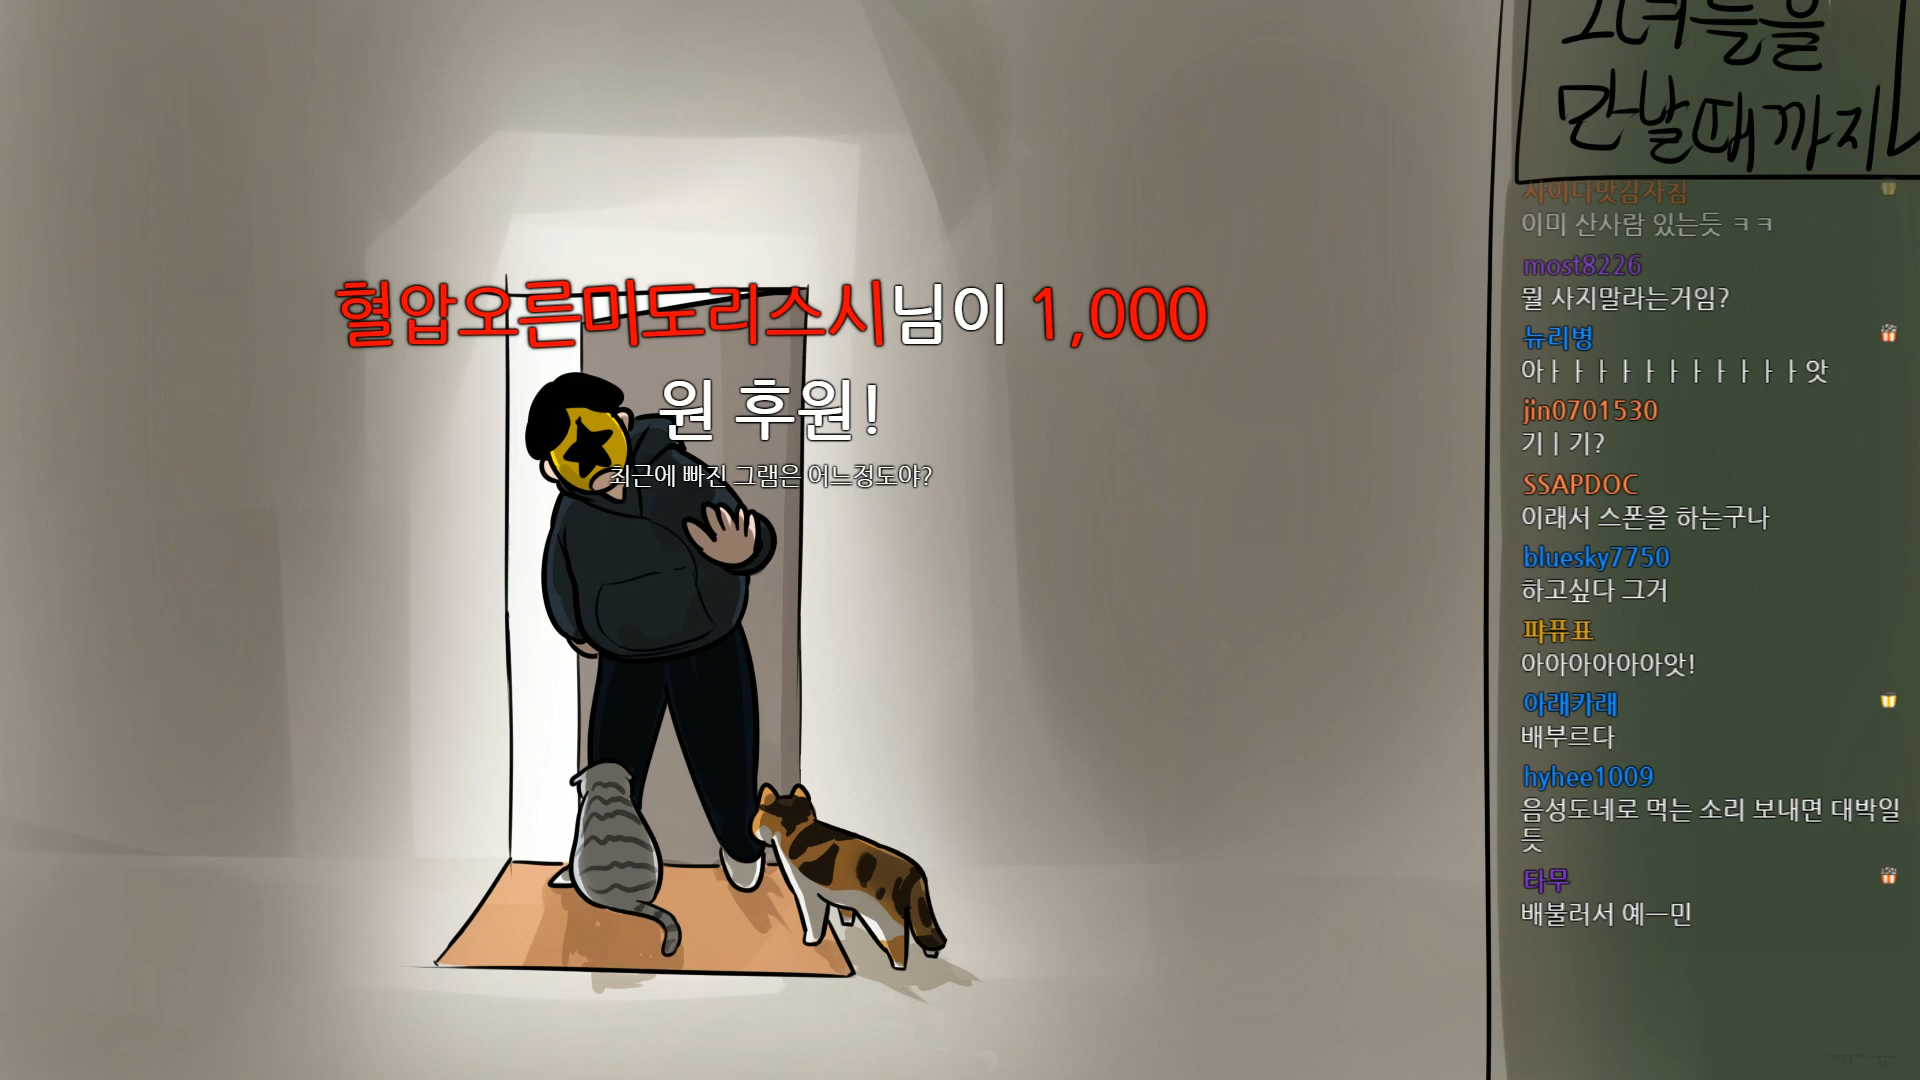 그녀들을
만날때까지
혈압오른미도리스시님이 1,000
원 후원!
최근에 빠진 그램은 어느정도야?
사이다맛감자침
이미 산사람 있는듯 ㅋㅋ
most8226
뭘 사지말라는거임?
뉴리병
아ㅏㅏㅏㅏㅏㅏㅏㅏㅏㅏㅏ앗
jin0701530
기ㅣ기?
SSAPDOC
이래서 스폰을 하는구나
bluesky7750
하고싶다 그거
퍄퓨표
아아아아아아앗!
아래카래
배부르다
hyhee1009
음성도네로 먹는 소리 보내면 대박일
듯
타무
배불러서 예ㅡ민